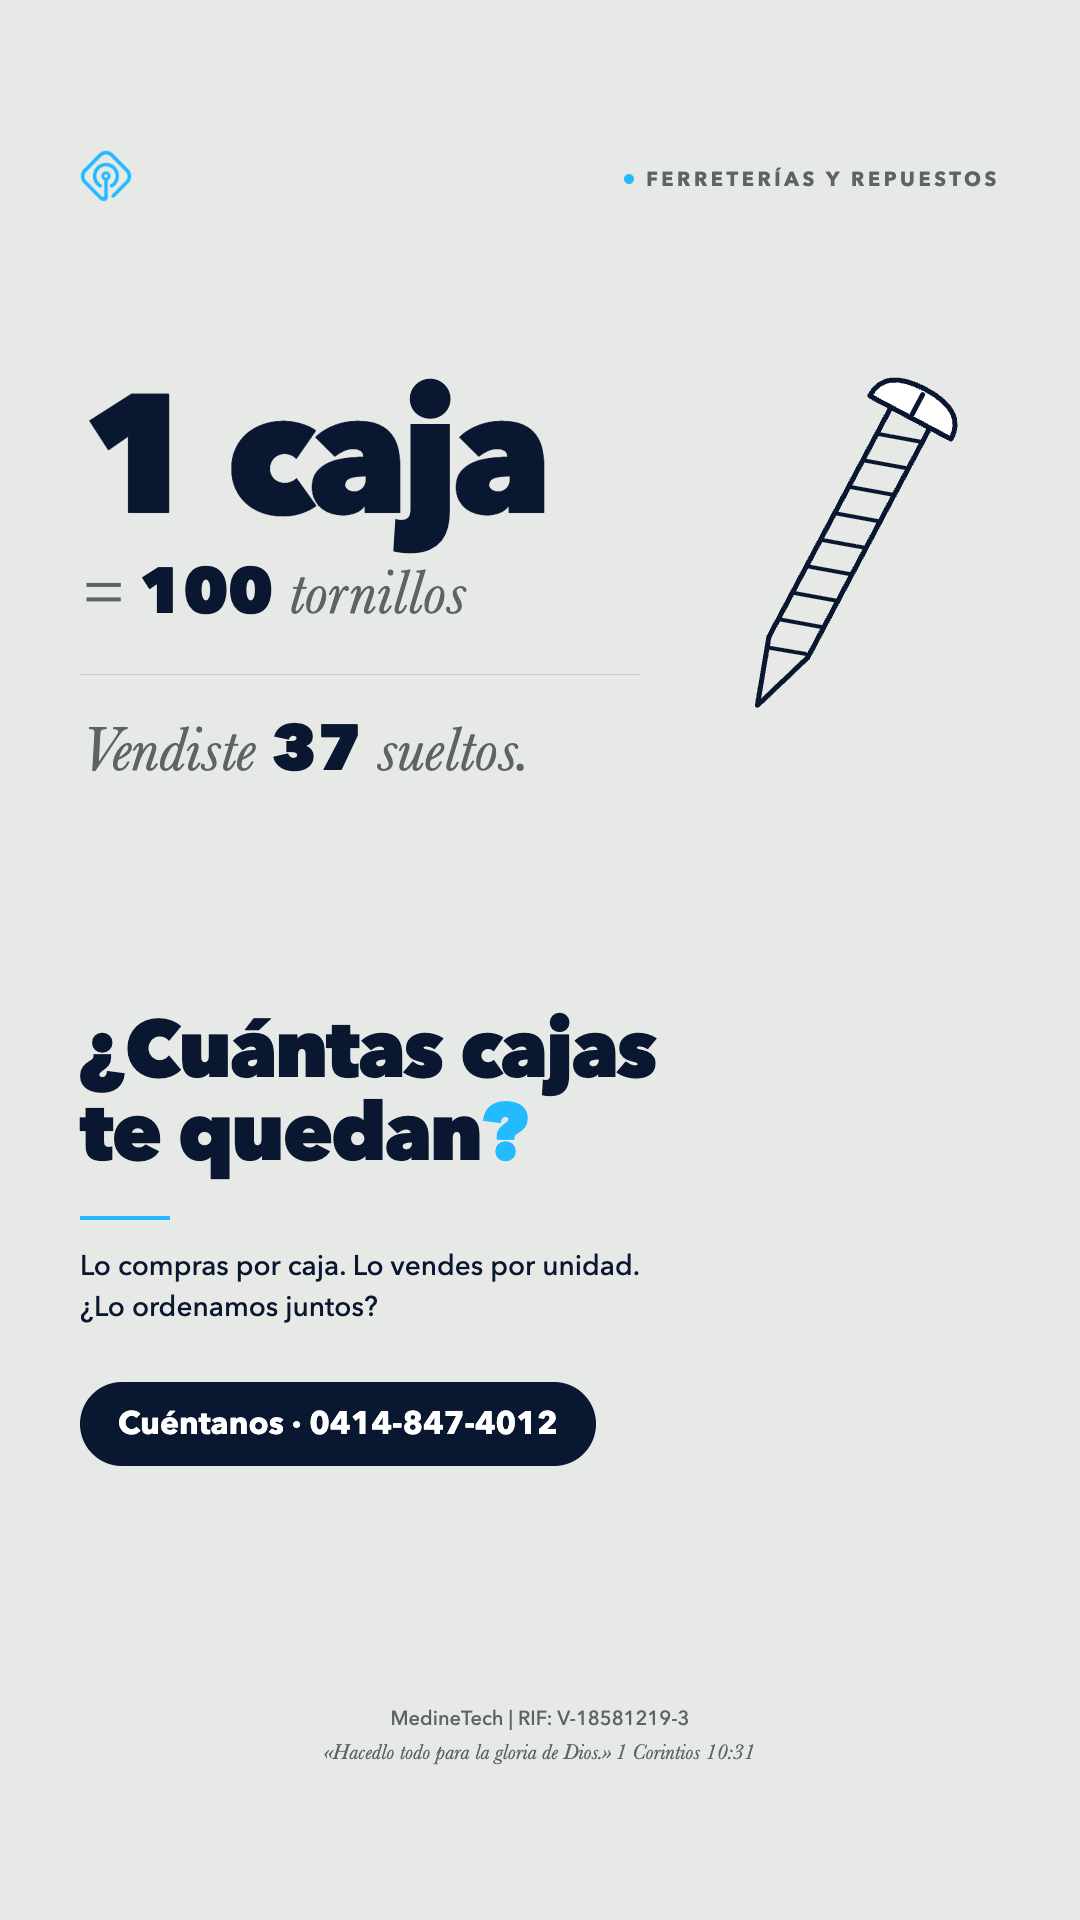 FERRETERÍAS Y REPUESTOS
1 caja
= 100 tornillos
Vendiste 37 sueltos.
¿Cuántas cajas
te quedan?
Lo compras por caja. Lo vendes por unidad.
¿Lo ordenamos juntos?
Cuéntanos · 0414-847-4012
MedineTech | RIF: V-18581219-3
«Hacedlo todo para la gloria de Dios.» 1 Corintios 10:31